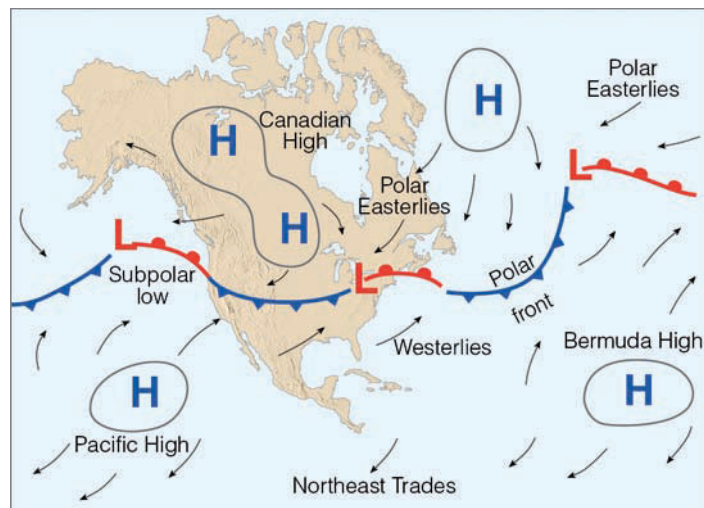 Polar
Easterlies
H
Canadian
High
H
H
L
Polar
Easterlies
L
Subpolar
low
L
Polar
front
Westerlies
Bermuda High
H
H
Pacific High
Northeast Trades